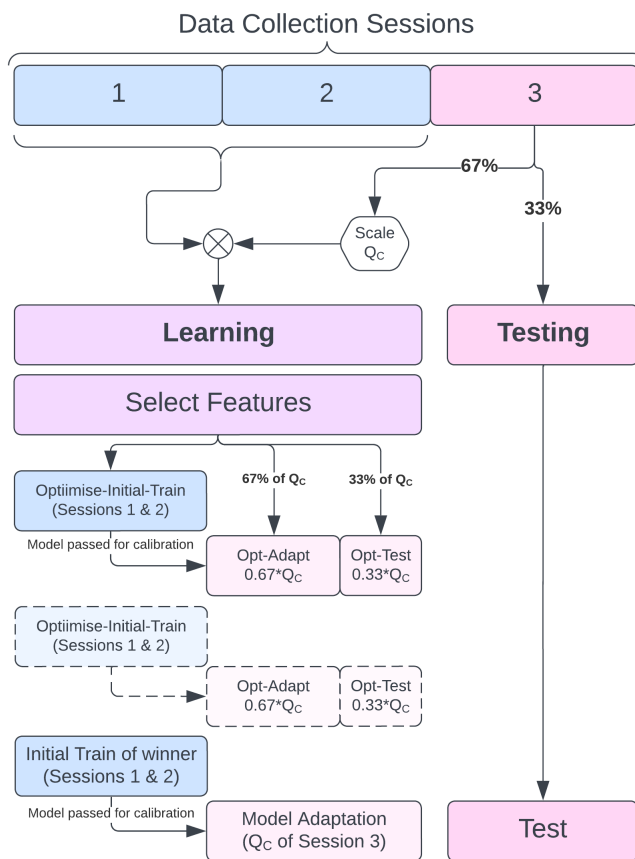 Data Collection Sessions
1
2
3
67%
33%
Scale
QC
Learning
Testing
Select Features
67% of QC
33% of QC
Optiimise-Initial-Train
(Sessions 1 & 2)
Model passed for calibration
Opt-Adapt
0.67*QC
Opt-Test
0.33*QC
Optiimise-Initial-Train
(Sessions 1 & 2)
Opt-Adapt
0.67*QC
Opt-Test
0.33*QC
Initial Train of winner
(Sessions 1 & 2)
Model passed for calibration
Model Adaptation
(QC of Session 3)
Test